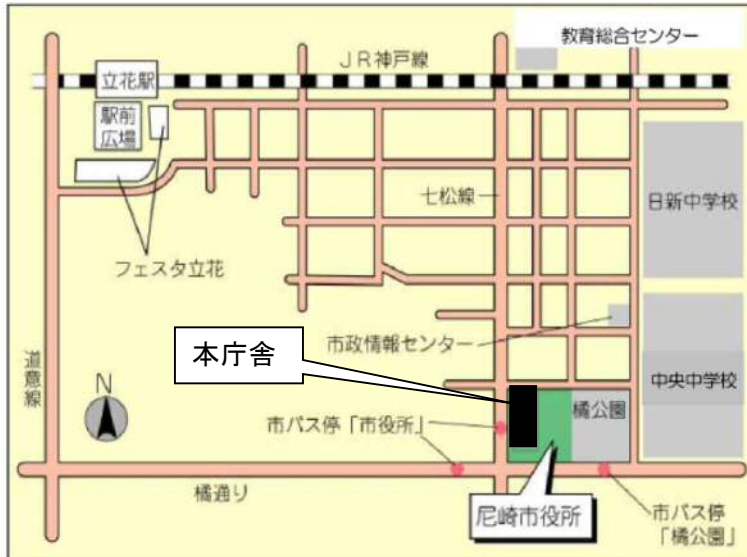 教育総合センター
JR神戸線
立花駅
駅前
広場
七松線
日新中学校
フェスタ立花
本庁舎
市政情報センター
道意線
中央中学校
N
橘公園
市バス停「市役所」
橘通り
尼崎市役所
市バス停
「橘公園」